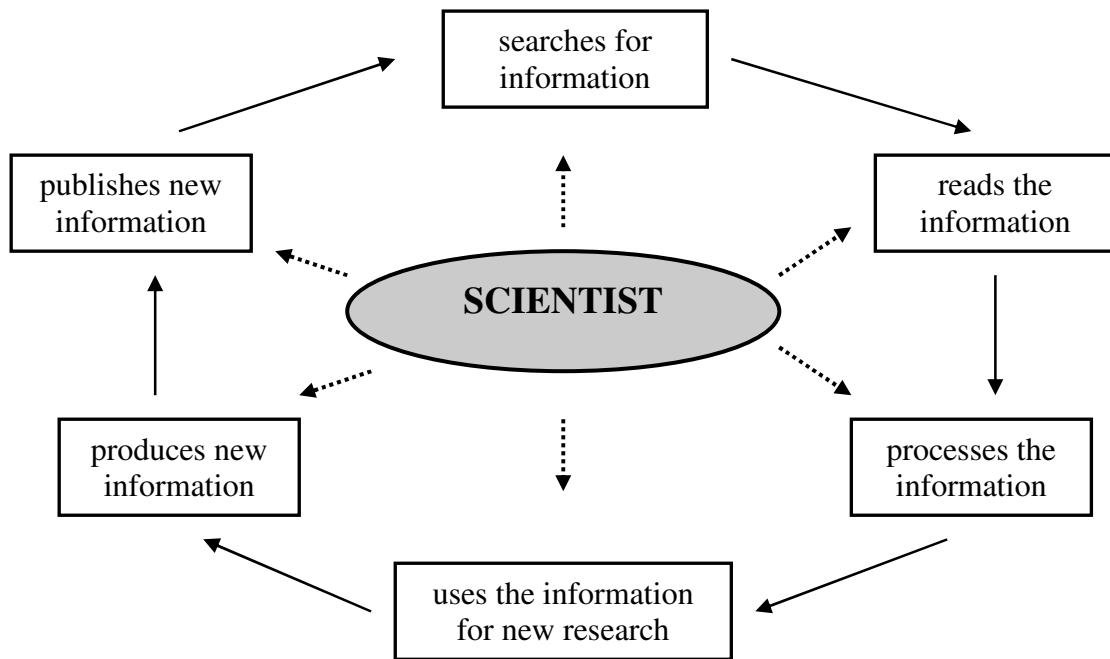 searches for
information
publishes new
information
reads the
information
SCIENTIST
produces new
information
processes the
information
uses the information
for new research